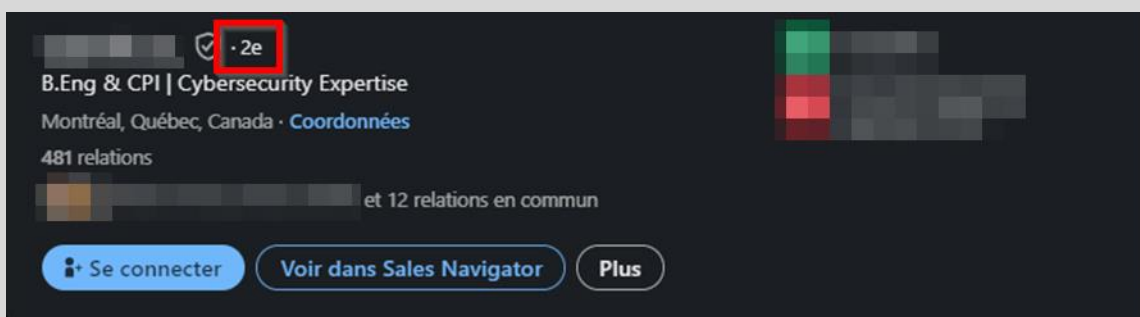 · 2e
B.Eng & CPI | Cybersecurity Expertise
Montréal, Québec, Canada · Coordonnées
481 relations
et 12 relations en commun
Se connecter
Voir dans Sales Navigator
Plus